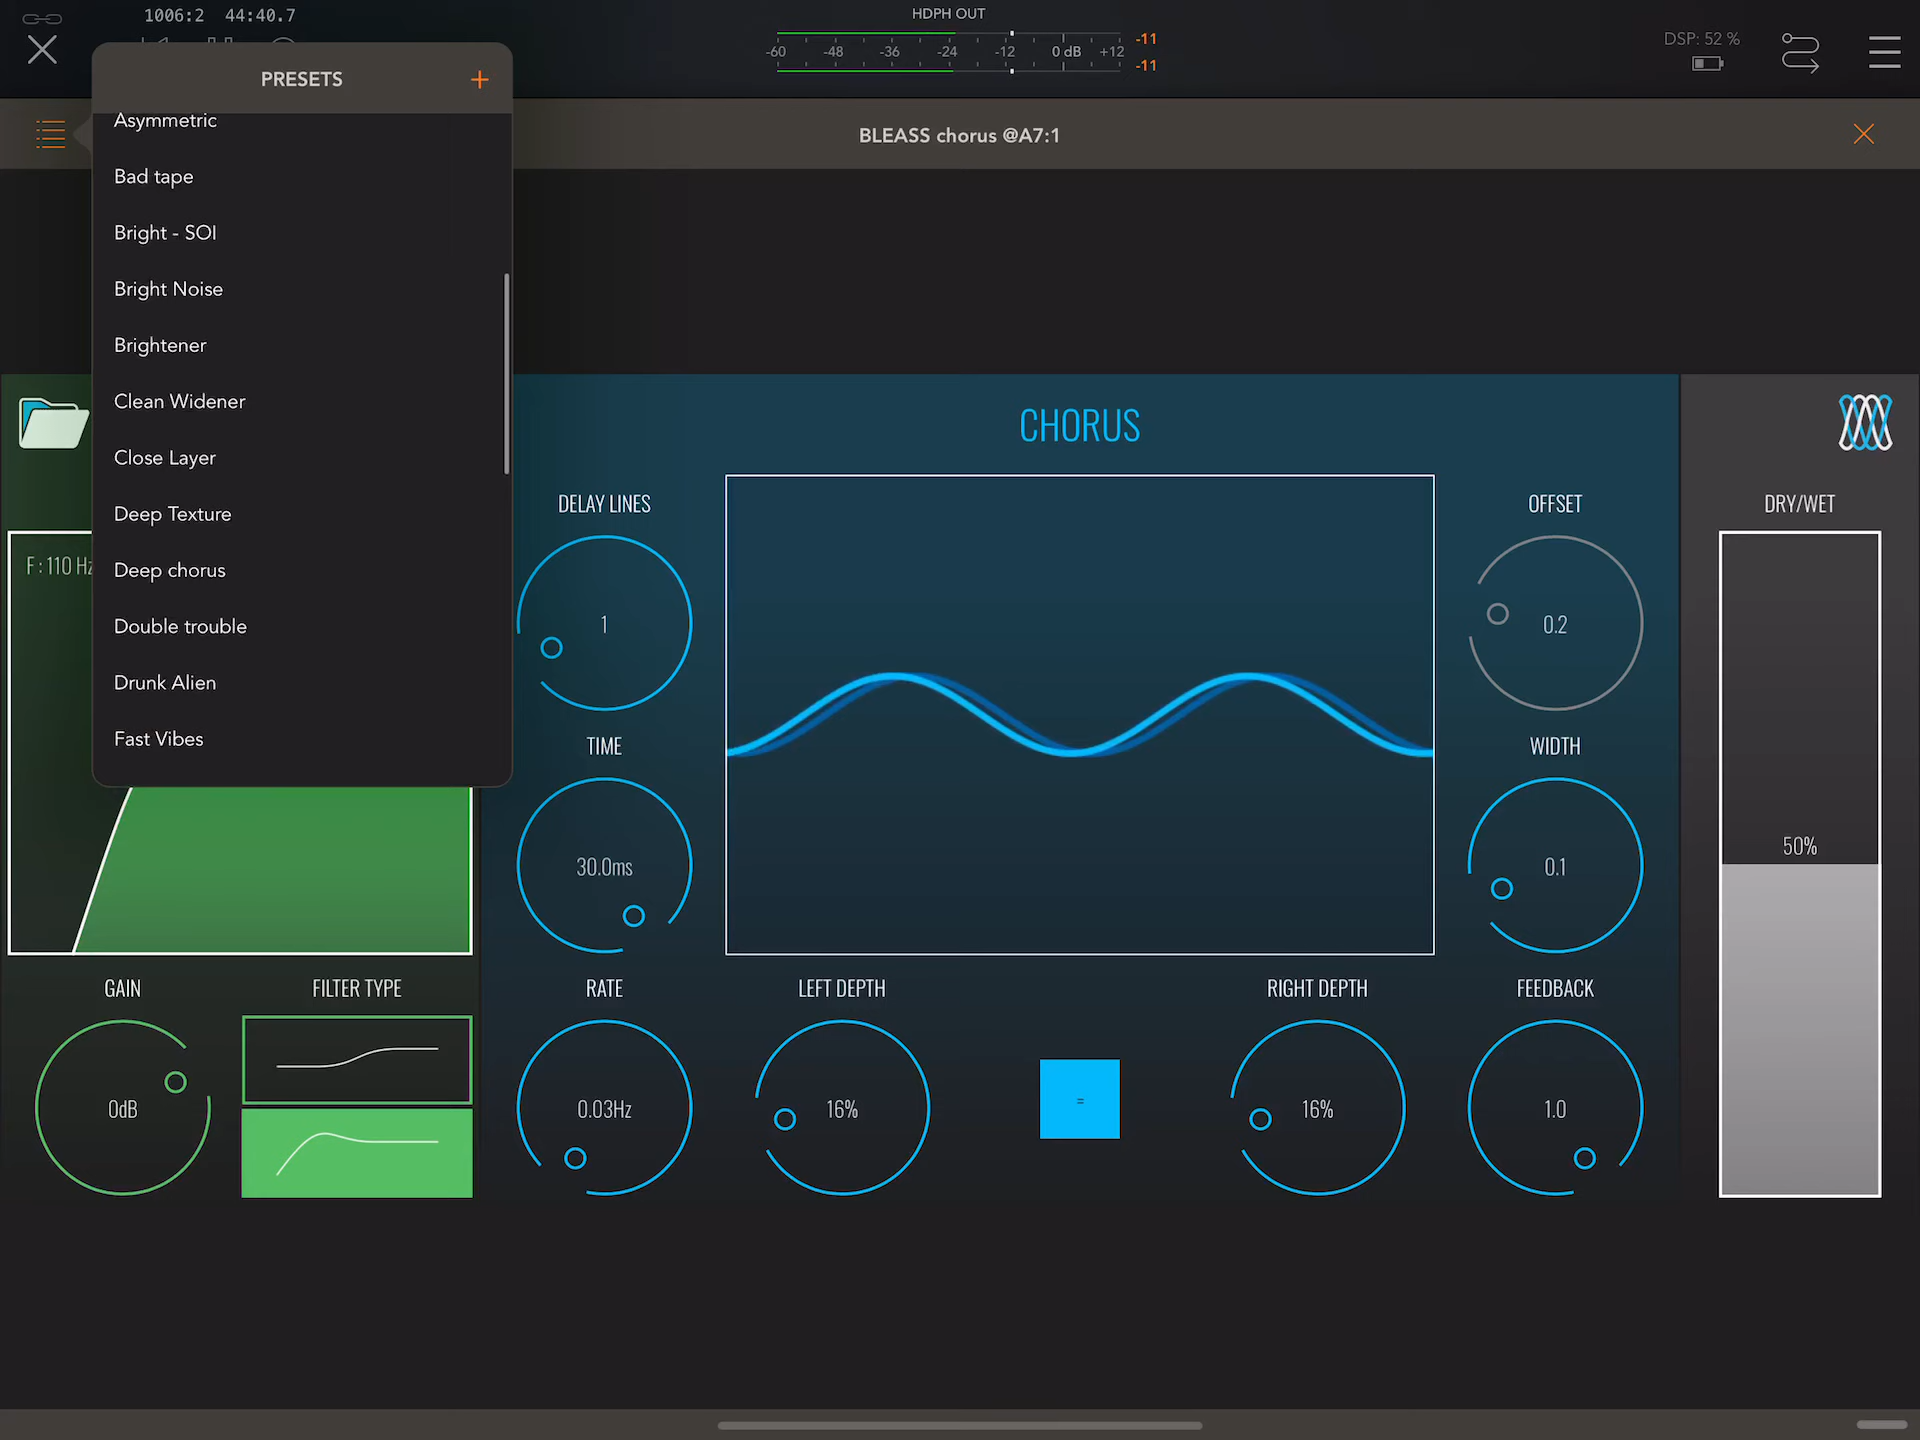 1006:2 44:40.7
HDPH OUT
-60 -48 -36 -24 -12 0 dB +12
-11
-11
DSP: 52 %
PRESETS +
BLEASS chorus @A7:1
Asymmetric
Bad tape
Bright - SOI
Bright Noise
Brightener
Clean Widener
Close Layer
Deep Texture
Deep chorus
Double trouble
Drunk Alien
Fast Vibes
F : 110 Hz
GAIN
0dB
FILTER TYPE
CHORUS
DELAY LINES
1
TIME
30.0ms
RATE
0.03Hz
LEFT DEPTH
16%
=
RIGHT DEPTH
16%
OFFSET
0.2
WIDTH
0.1
FEEDBACK
1.0
DRY/WET
50%